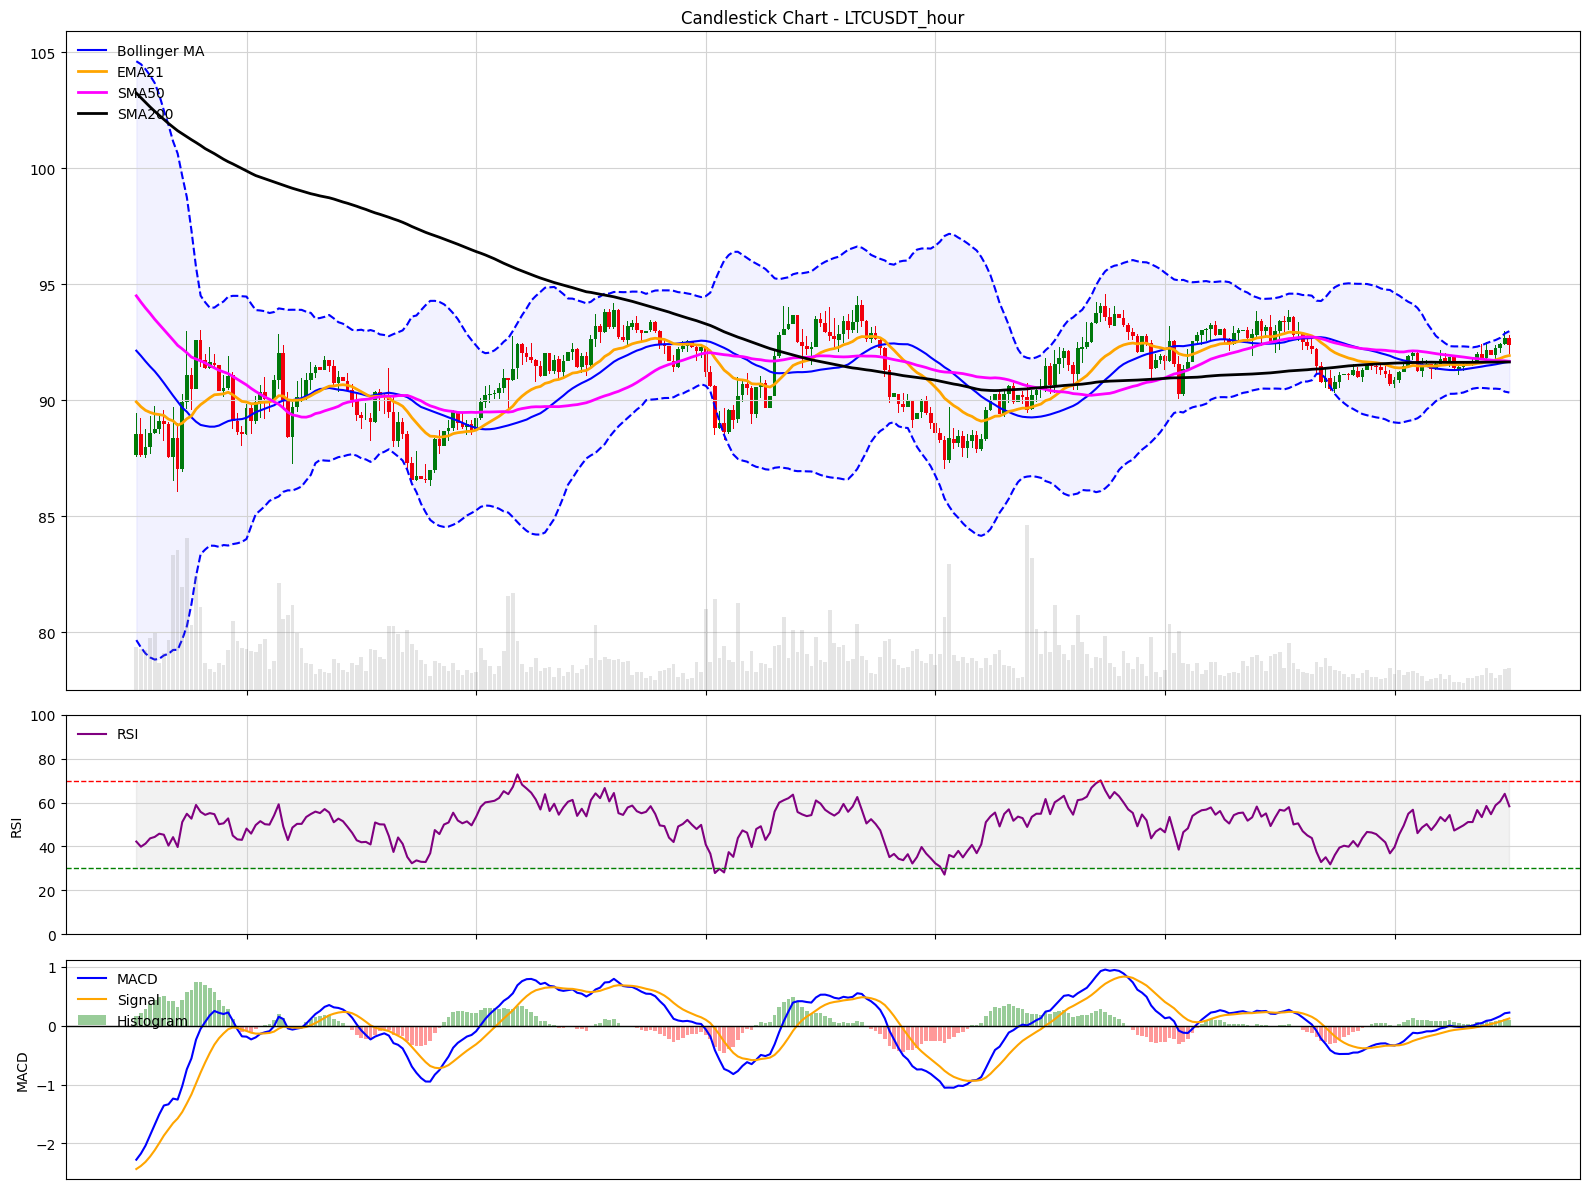 Candlestick Chart - LTCUSDT_hour
105
100
95
90
85
80
Bollinger MA
EMA21
SMA50
SMA200
100
80
60
40
20
0
RSI
RSI
1
0
−1
−2
MACD
MACD
Signal
Histogram